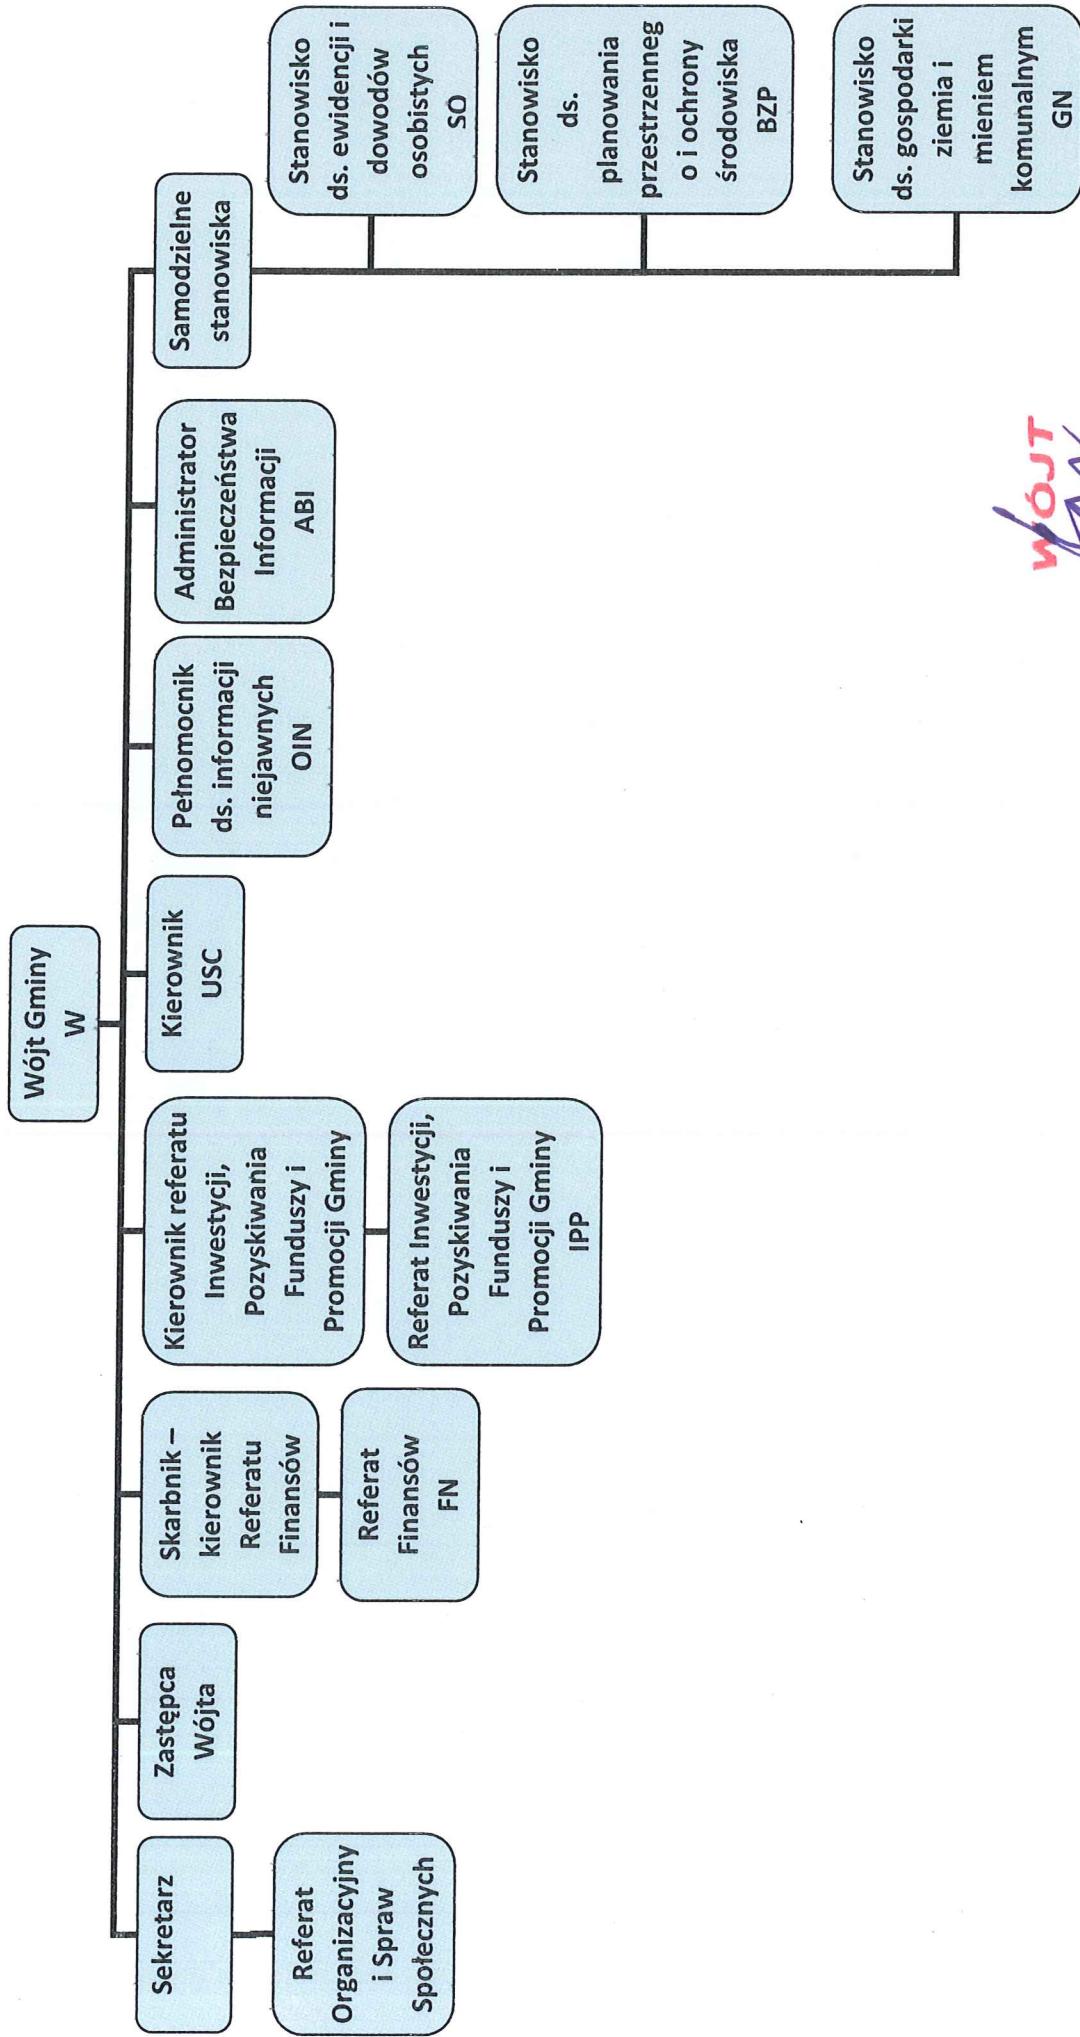 Wójt Gminy
W
Sekretarz
Referat
Organizacyjny
i Spraw
Społecznych
Zastępca
Wójta
Skarbnik –
kierownik
Referatu
Finansów
Referat
Finansów
FN
Kierownik referatu
Inwestycji,
Pozyskiwania
Funduszy i
Promocji Gminy
Referat Inwestycji,
Pozyskiwania
Funduszy i
Promocji Gminy
IPP
Kierownik
USC
Pełnomocnik
ds. informacji
niejawnych
OIN
Administrator
Bezpieczeństwa
Informacji
ABI
Samodzielne
stanowiska
Stanowisko
ds. ewidencji i
dowodów
osobistych
SO
Stanowisko
ds.
planowania
przestrzenneg
o i ochrony
środowiska
BZP
Stanowisko
ds. gospodarki
ziemia i
mieniem
komunalnym
GN
WÓJT